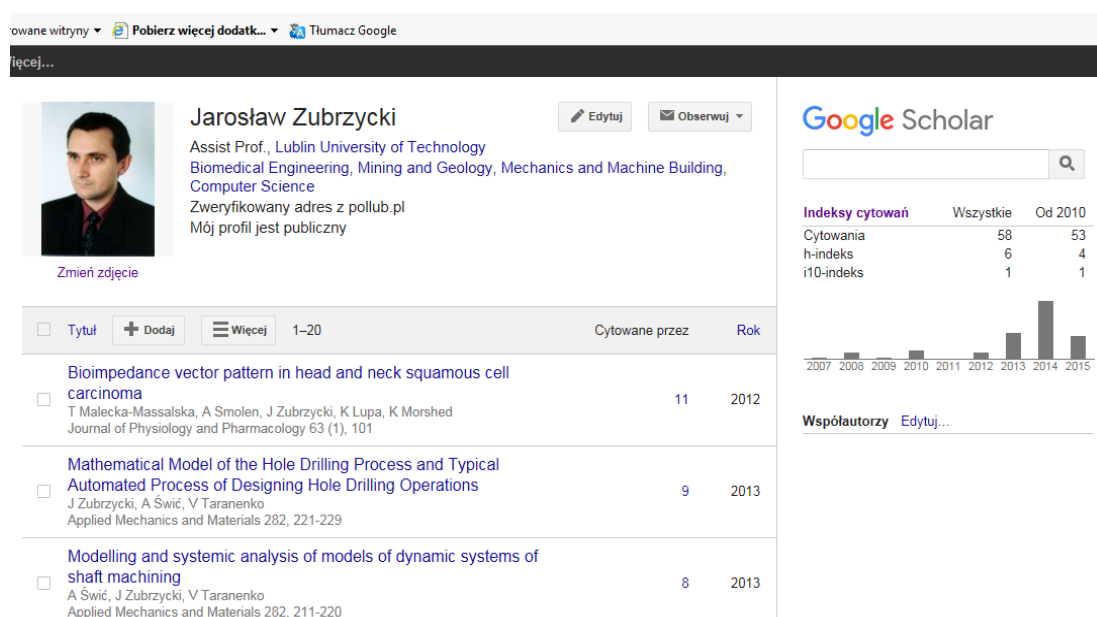 owane witryny Pobierz więcej dodatk... Tłumacz Google
Więcej...
Jarosław Zubrzycki
Edytuj
Obserwuj
Assist Prof., Lublin University of Technology
Biomedical Engineering, Mining and Geology, Mechanics and Machine Building,
Computer Science
Zweryfikowany adres z pollub.pl
Mój profil jest publiczny
Zmień zdjęcie
Tytuł Dodaj Więcej 1–20 Cytowane przez Rok
Bioimpedance vector pattern in head and neck squamous cell
carcinoma
T Malecka-Massalska, A Smolen, J Zubrzycki, K Lupa, K Morshed
Journal of Physiology and Pharmacology 63 (1), 101
11 2012
Mathematical Model of the Hole Drilling Process and Typical
Automated Process of Designing Hole Drilling Operations
J Zubrzycki, A Świć, V Taranenko
Applied Mechanics and Materials 282, 221-229
9 2013
Modelling and systemic analysis of models of dynamic systems of
shaft machining
A Świć, J Zubrzycki, V Taranenko
Applied Mechanics and Materials 282, 211-220
8 2013
Google Scholar
Indeksy cytowań Wszystkie Od 2010
Cytowania 58 53
h-indeks 6 4
i10-indeks 1 1
2007 2008 2009 2010 2011 2012 2013 2014 2015
Współautorzy Edytuj...